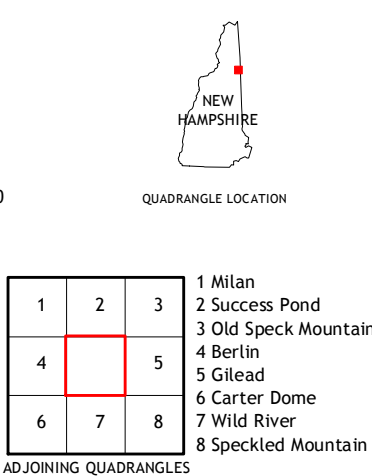 NEW
HAMPSHIRE
0
QUADRANGLE LOCATION
1 2 3
4 5
6 7 8
1 Milan
2 Success Pond
3 Old Speck Mountain
4 Berlin
5 Gilead
6 Carter Dome
7 Wild River
8 Speckled Mountain
ADJOINING QUADRANGLES